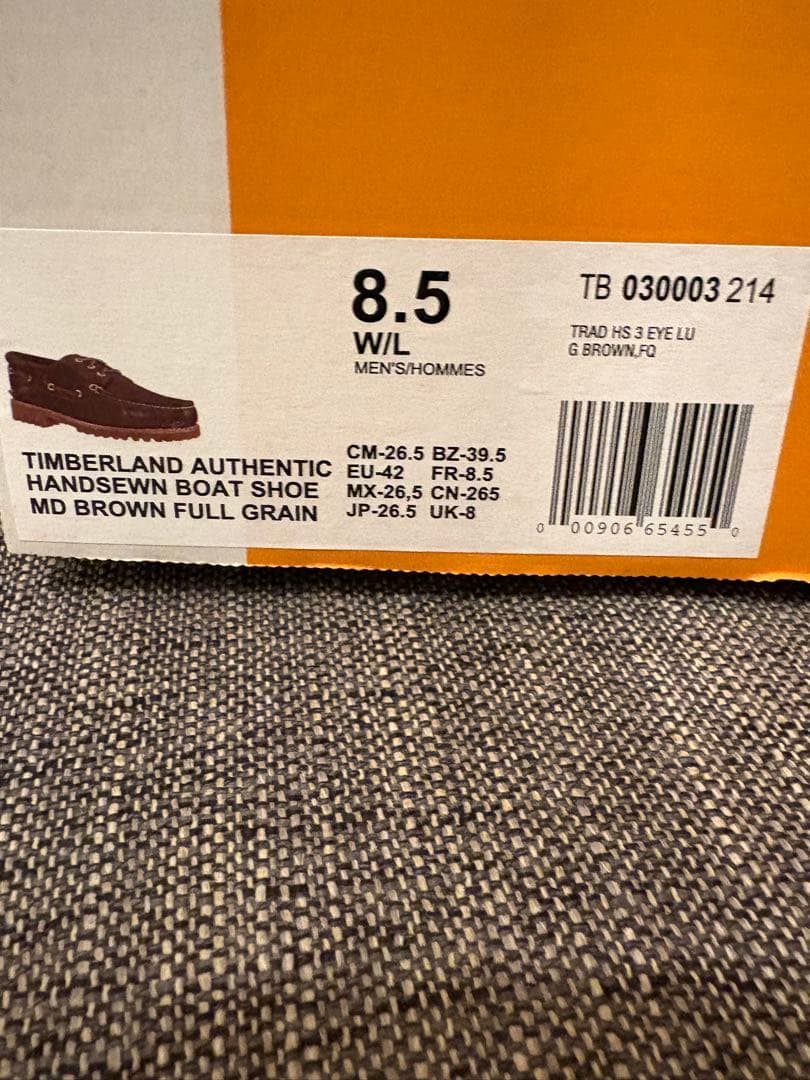 8.5
W/L
MEN'S/HOMMES
TB 030003 214
TRAD HS 3 EYE LU
G BROWN,FQ
TIMBERLAND AUTHENTIC
HANDSEWN BOAT SHOE
MD BROWN FULL GRAIN
CM-26.5 BZ-39.5
EU-42 FR-8.5
MX-26,5 CN-265
JP-26.5 UK-8
0 00906 65455 0